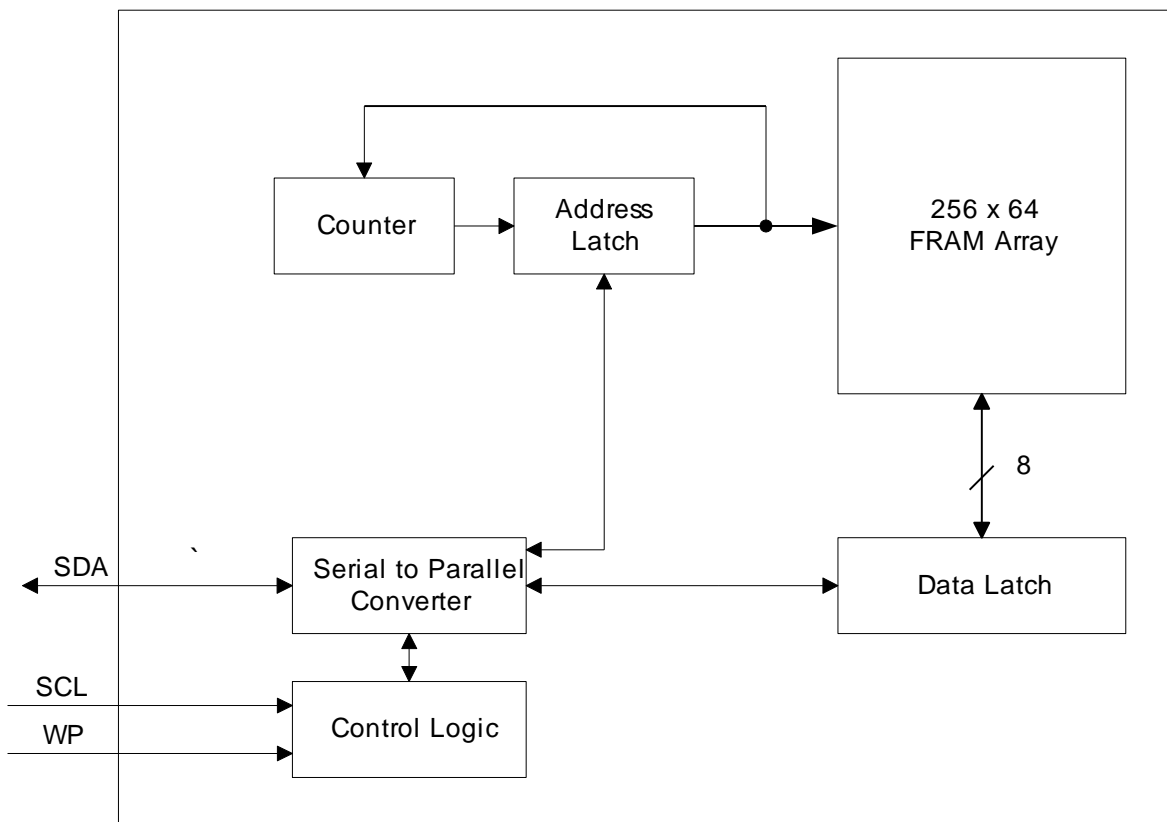 Counter
Address
Latch
256 x 64
FRAM Array
8
SDA
`
Serial to Parallel
Converter
Data Latch
SCL
WP
Control Logic